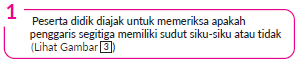 1
Peserta didik diajak untuk memeriksa apakah
penggaris segitiga memiliki sudut siku-siku atau tidak
(Lihat Gambar 3)